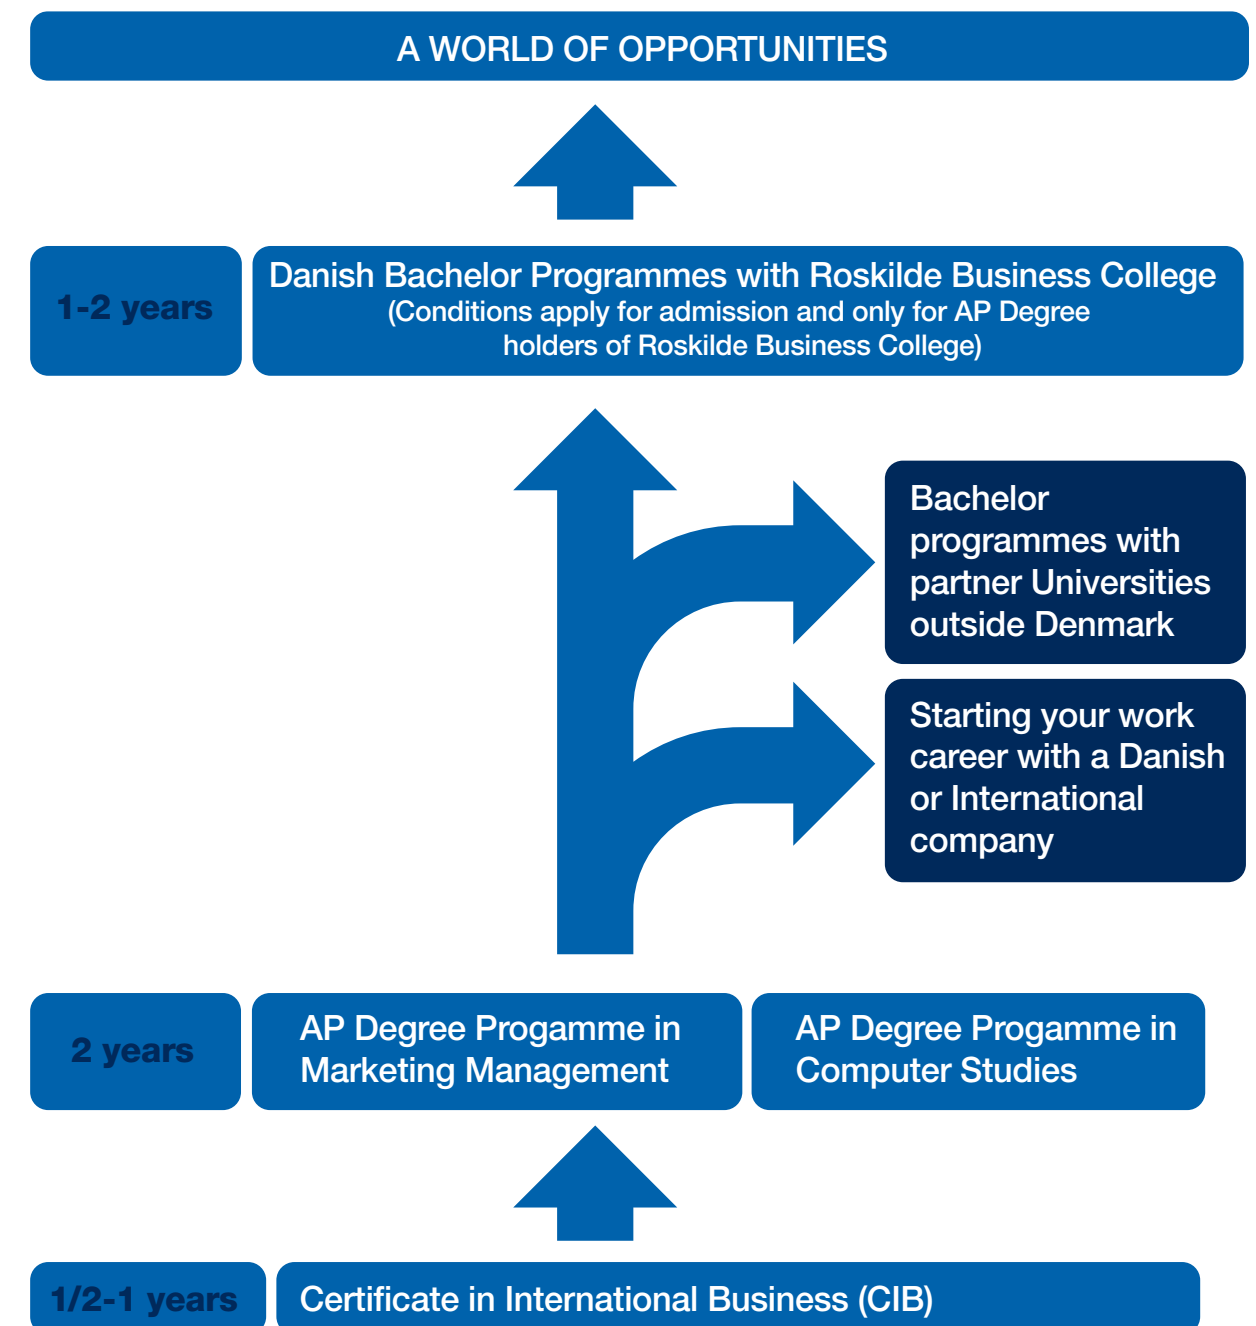 A WORLD OF OPPORTUNITIES
1-2 years
Danish Bachelor Programmes with Roskilde Business College
(Conditions apply for admission and only for AP Degree
holders of Roskilde Business College)
Bachelor
programmes with
partner Universities
outside Denmark
Starting your work
career with a Danish
or International
company
2 years
AP Degree Progamme in
Marketing Management
AP Degree Progamme in
Computer Studies
1/2-1 years
Certificate in International Business (CIB)